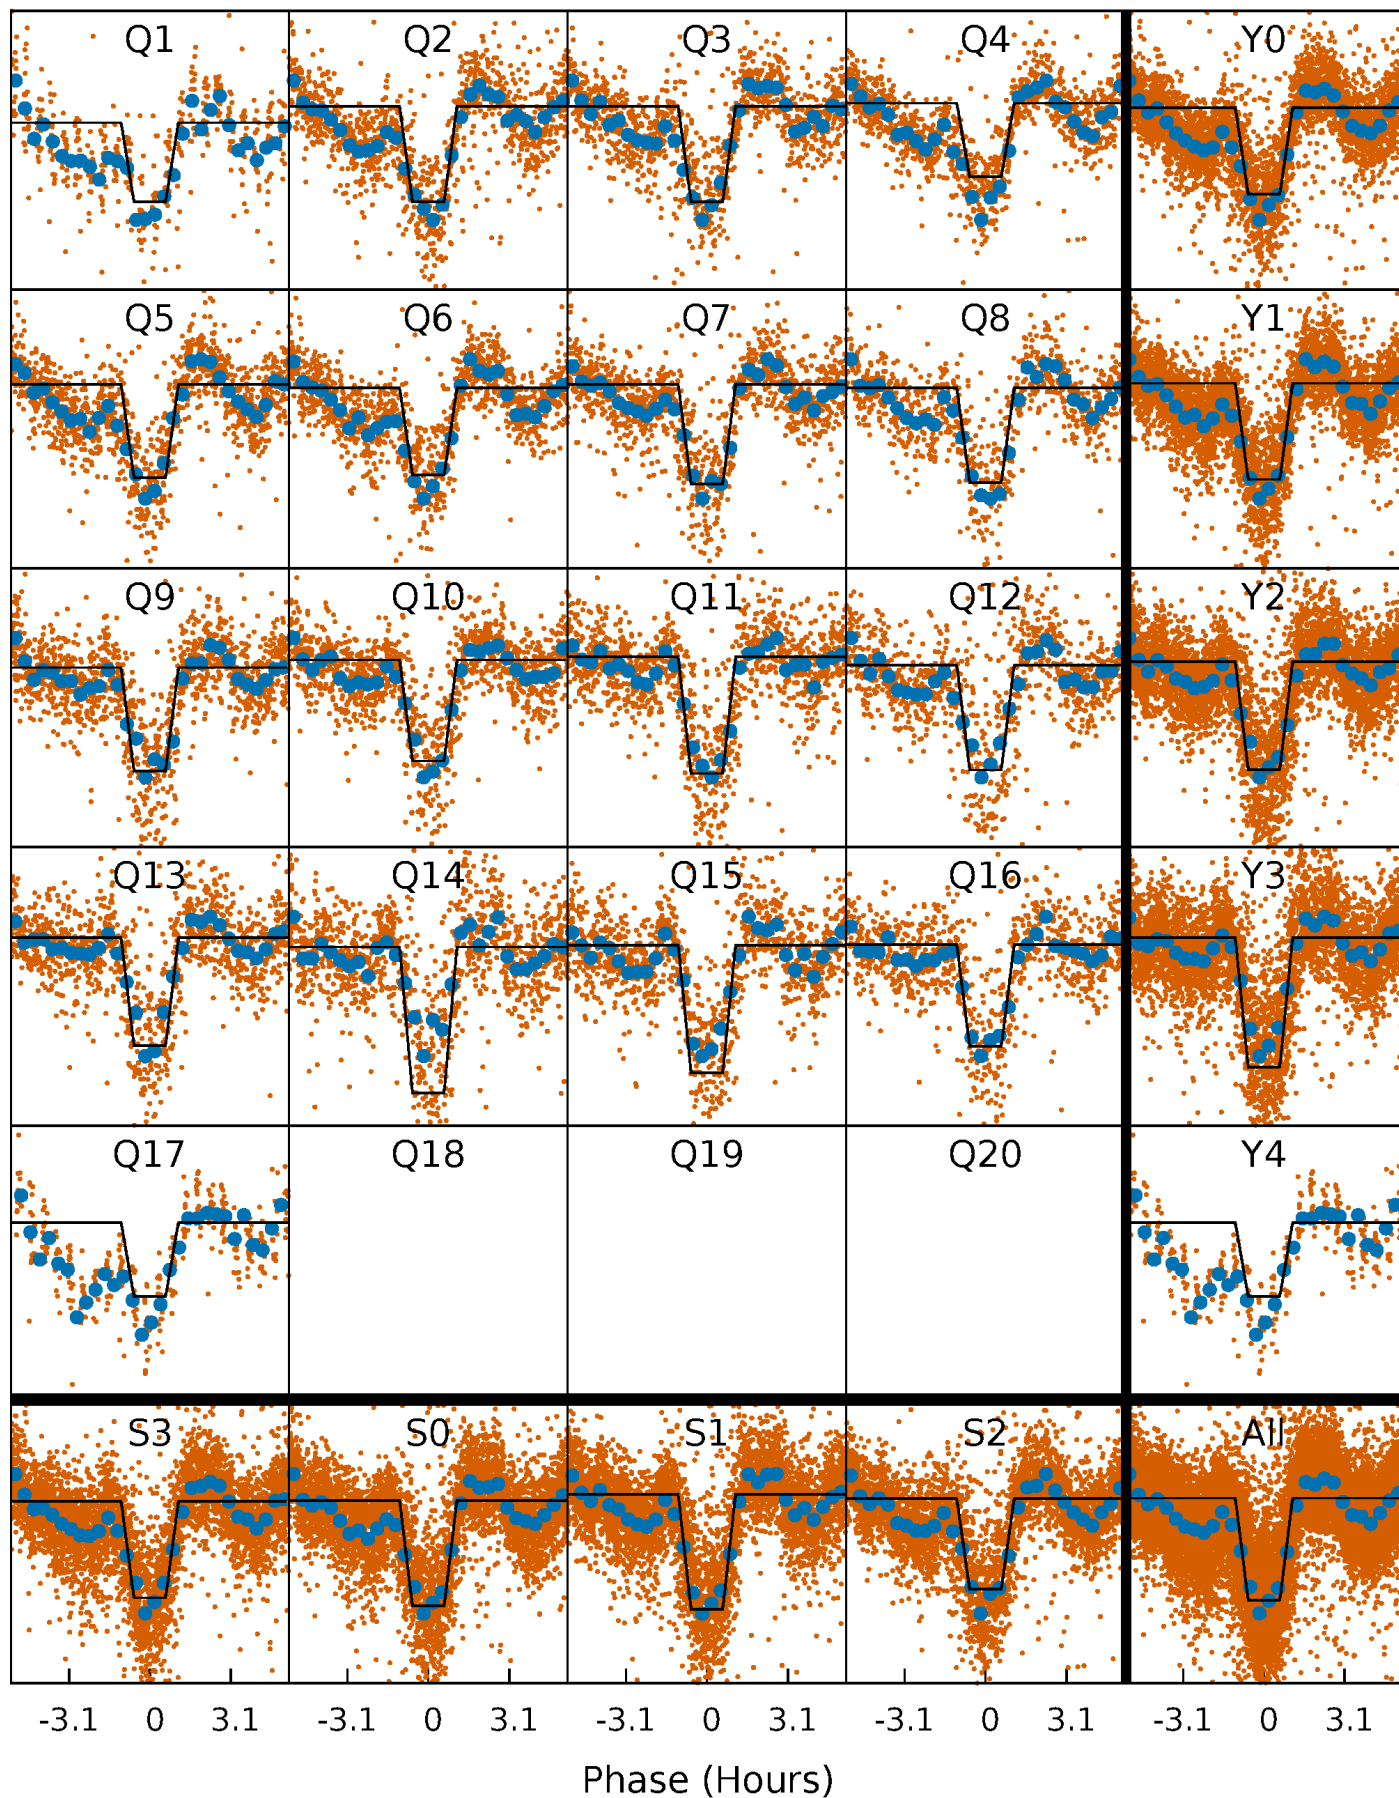 Q1 Q2 Q3 Q4 Y0
Q5 Q6 Q7 Q8 Y1
Q9 Q10 Q11 Q12 Y2
Q13 Q14 Q15 Q16 Y3
Q17 Q18 Q19 Q20 Y4
S3 S0 S1 S2 All
-3.1 0 3.1 -3.1 0 3.1 -3.1 0 3.1 -3.1 0 3.1 -3.1 0 3.1
Phase (Hours)